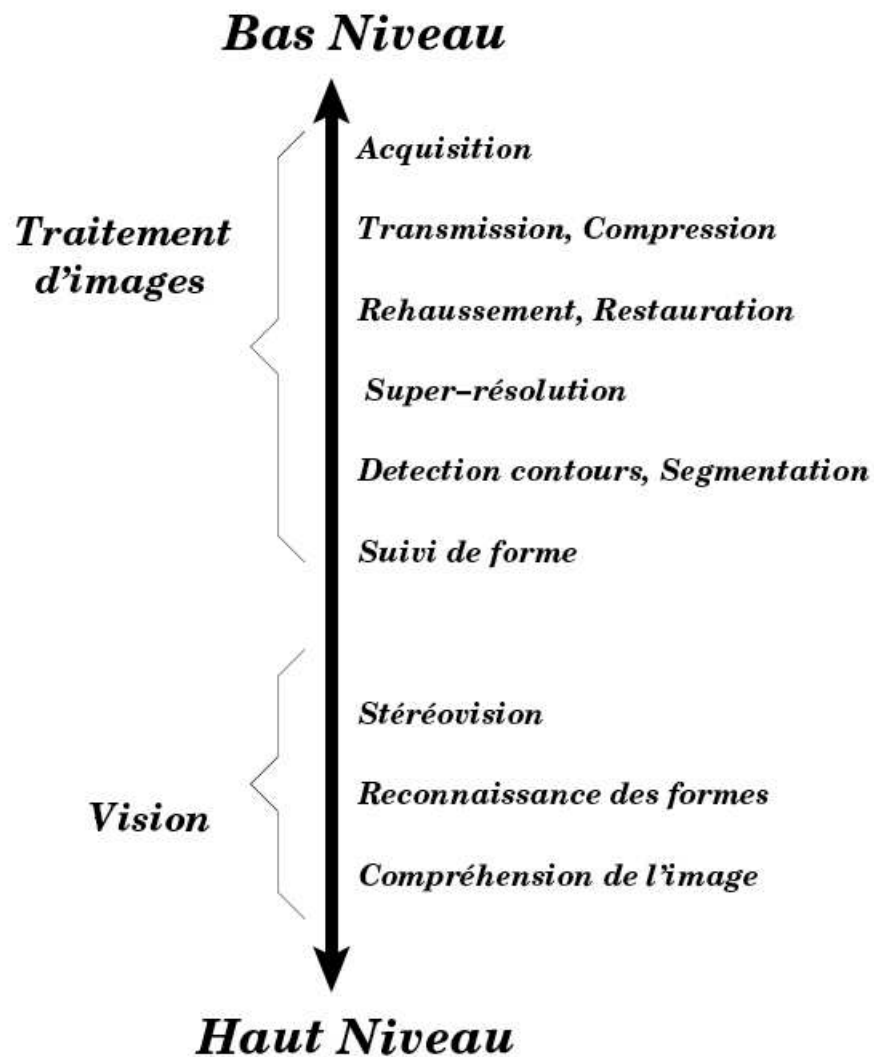 Bas Niveau
Acquisition
Traitement
d'images
Transmission, Compression
Rehaussement, Restauration
Super-résolution
Detection contours, Segmentation
Suivi de forme
Stéréovision
Vision
Reconnaissance des formes
Compréhension de l'image
Haut Niveau